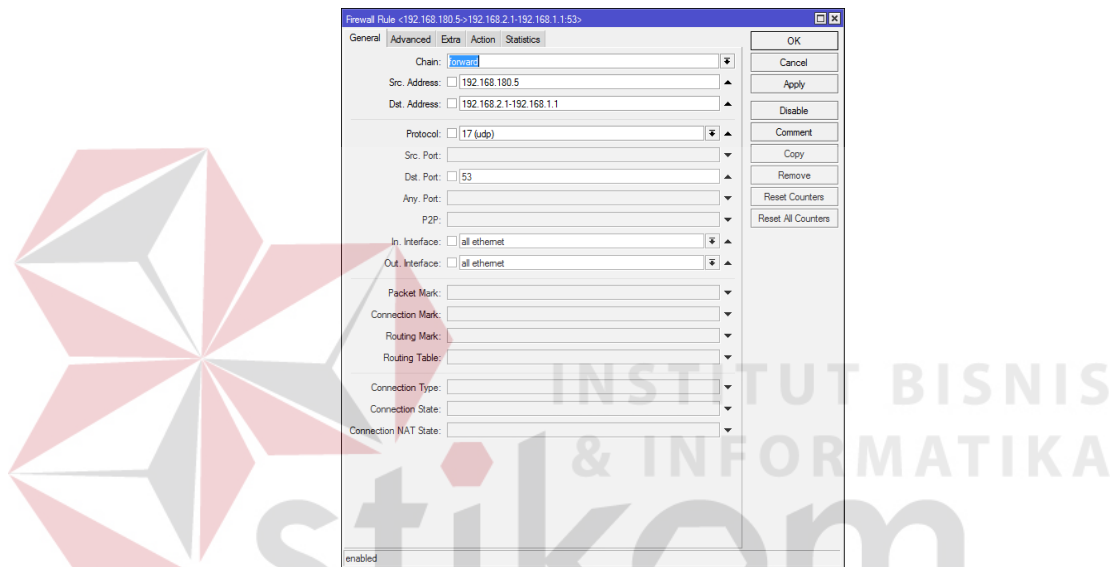 Firewall Rule <192.168.180.5->192.168.2.1-192.168.1.1:53>
General Advanced Extra Action Statistics
Chain: forward
Src. Address: 192.168.180.5
Dst. Address: 192.168.2.1-192.168.1.1
Protocol: 17 (udp)
Src. Port:
Dst. Port: 53
Any. Port:
P2P:
In. Interface: all ethernet
Out. Interface: all ethernet
Packet Mark:
Connection Mark:
Routing Mark:
Routing Table:
Connection Type:
Connection State:
Connection NAT State:
enabled
OK
Cancel
Apply
Disable
Comment
Copy
Remove
Reset Counters
Reset All Counters
INSTITUT BISNIS
& INFORMATIKA
stikom